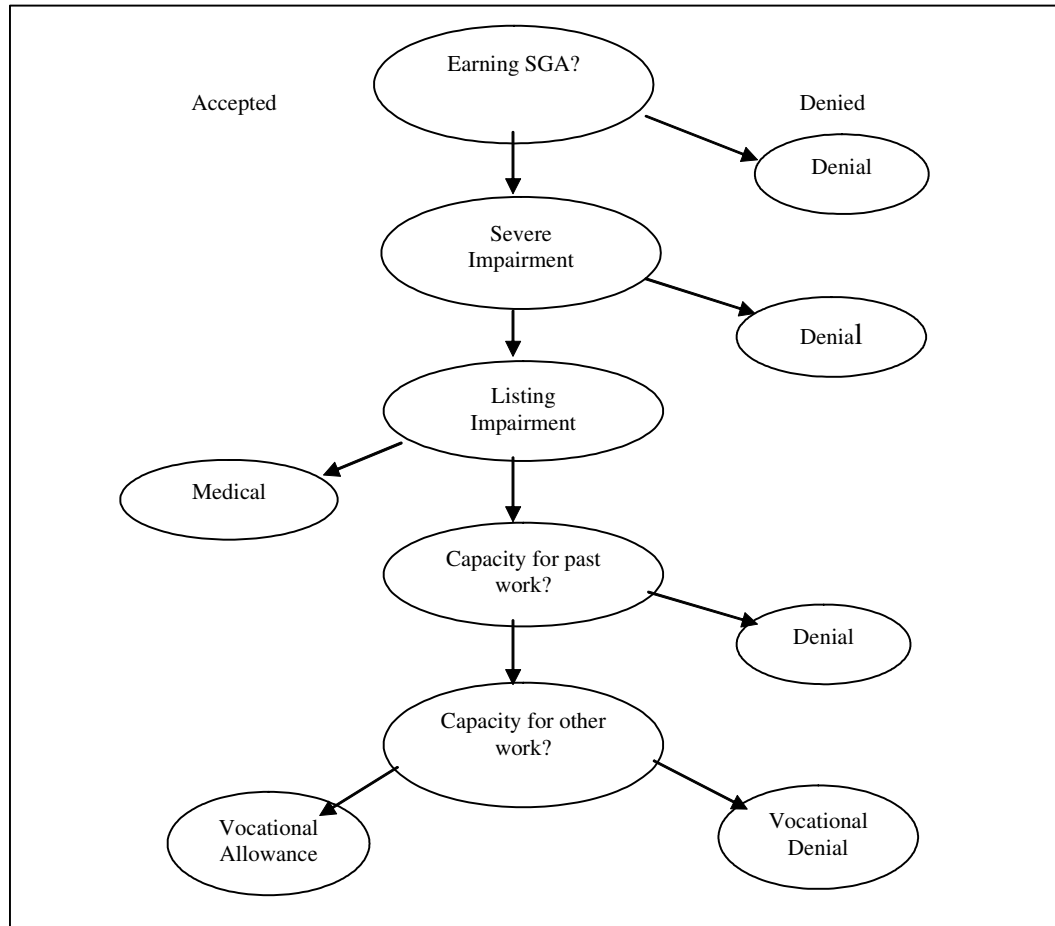 Earning SGA?
Accepted
Denied
Denial
Severe
Impairment
Denial
Listing
Impairment
Medical
Capacity for past
work?
Denial
Capacity for other
work?
Vocational
Allowance
Vocational
Denial